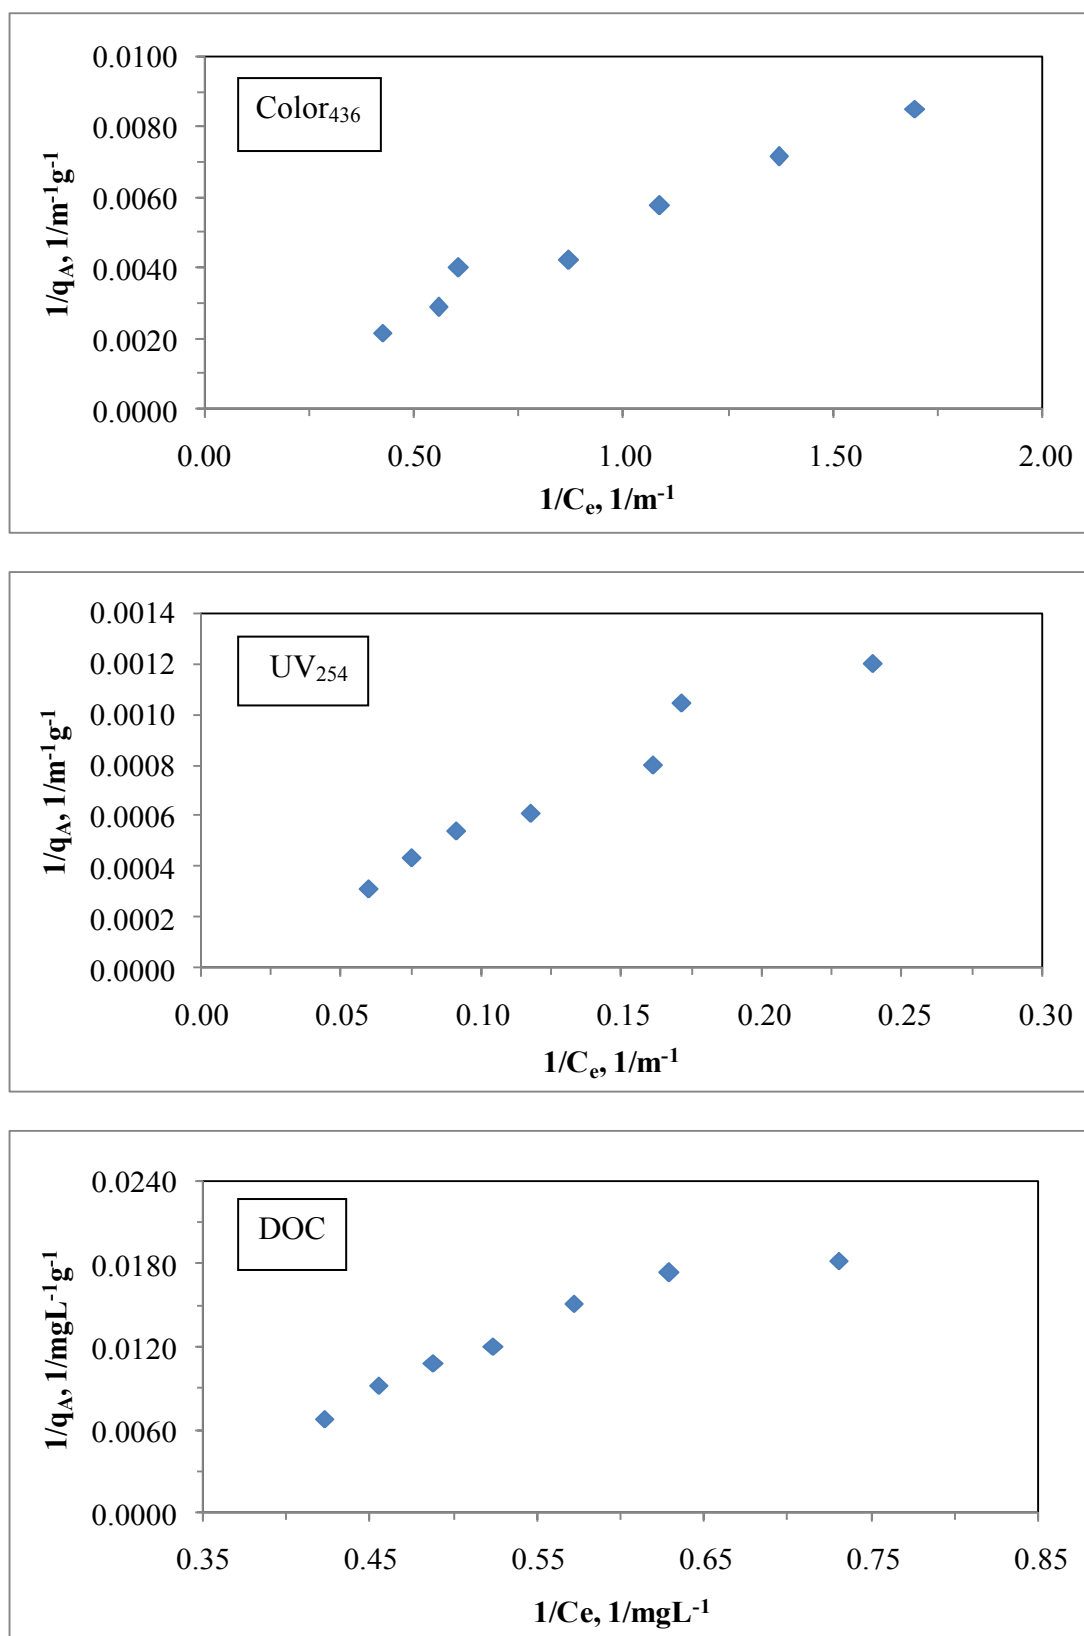 0.0100
Color₄₃₆
0.0080
0.0060
0.0040
0.0020
0.0000
1/q_A, 1/m⁻¹g⁻¹
0.00 0.50 1.00 1.50 2.00
1/Cₑ, 1/m⁻¹
0.0014
UV₂₅₄
0.0012
0.0010
0.0008
0.0006
0.0004
0.0002
0.0000
1/q_A, 1/m⁻¹g⁻¹
0.00 0.05 0.10 0.15 0.20 0.25 0.30
1/Cₑ, 1/m⁻¹
0.0240
DOC
0.0180
0.0120
0.0060
0.0000
1/q_A, 1/mgL⁻¹g⁻¹
0.35 0.45 0.55 0.65 0.75 0.85
1/Ce, 1/mgL⁻¹